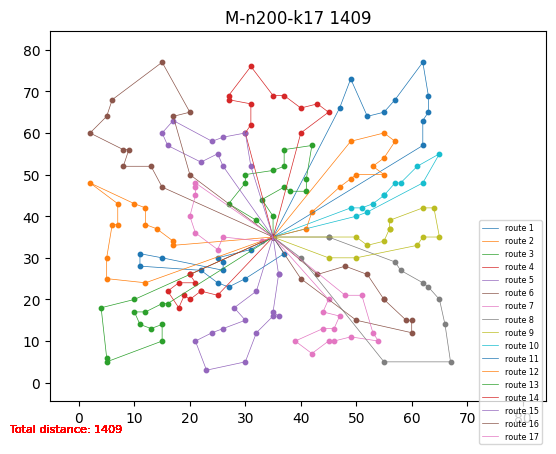 M-n200-k17 1409
80
70
60
50
40
30
20
10
0
0 10 20 30 40 50 60 70 80
route 1
route 2
route 3
route 4
route 5
route 6
route 7
route 8
route 9
route 10
route 11
route 12
route 13
route 14
route 15
route 16
route 17
Total distance: 1409